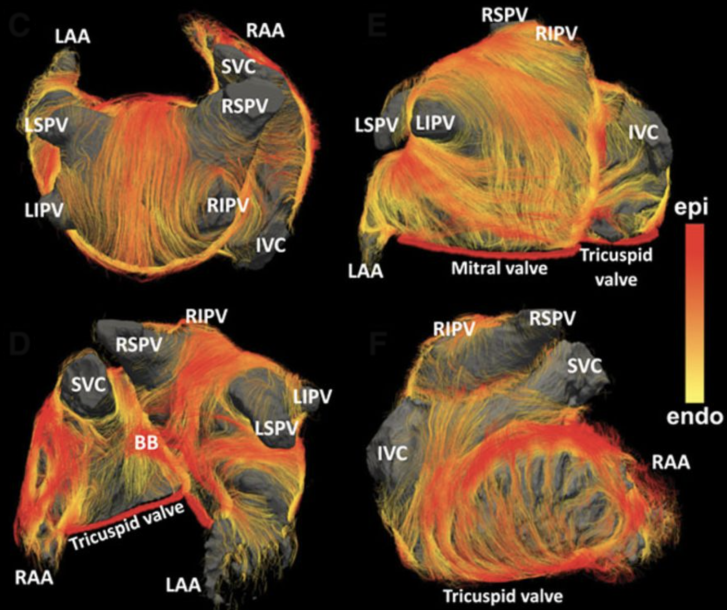 C
LAA
RAA
SVC
RSPV
LSPV
LIPV
RIPV
IVC
E
RSPV
RIPV
LSPV
LIPV
IVC
LAA
Mitral valve
Tricuspid
valve
epi
endo
D
RIPV
RSPV
SVC
LIPV
LSPV
BB
Tricuspid valve
RAA
LAA
F
RSPV
RIPV
SVC
IVC
RAA
Tricuspid valve